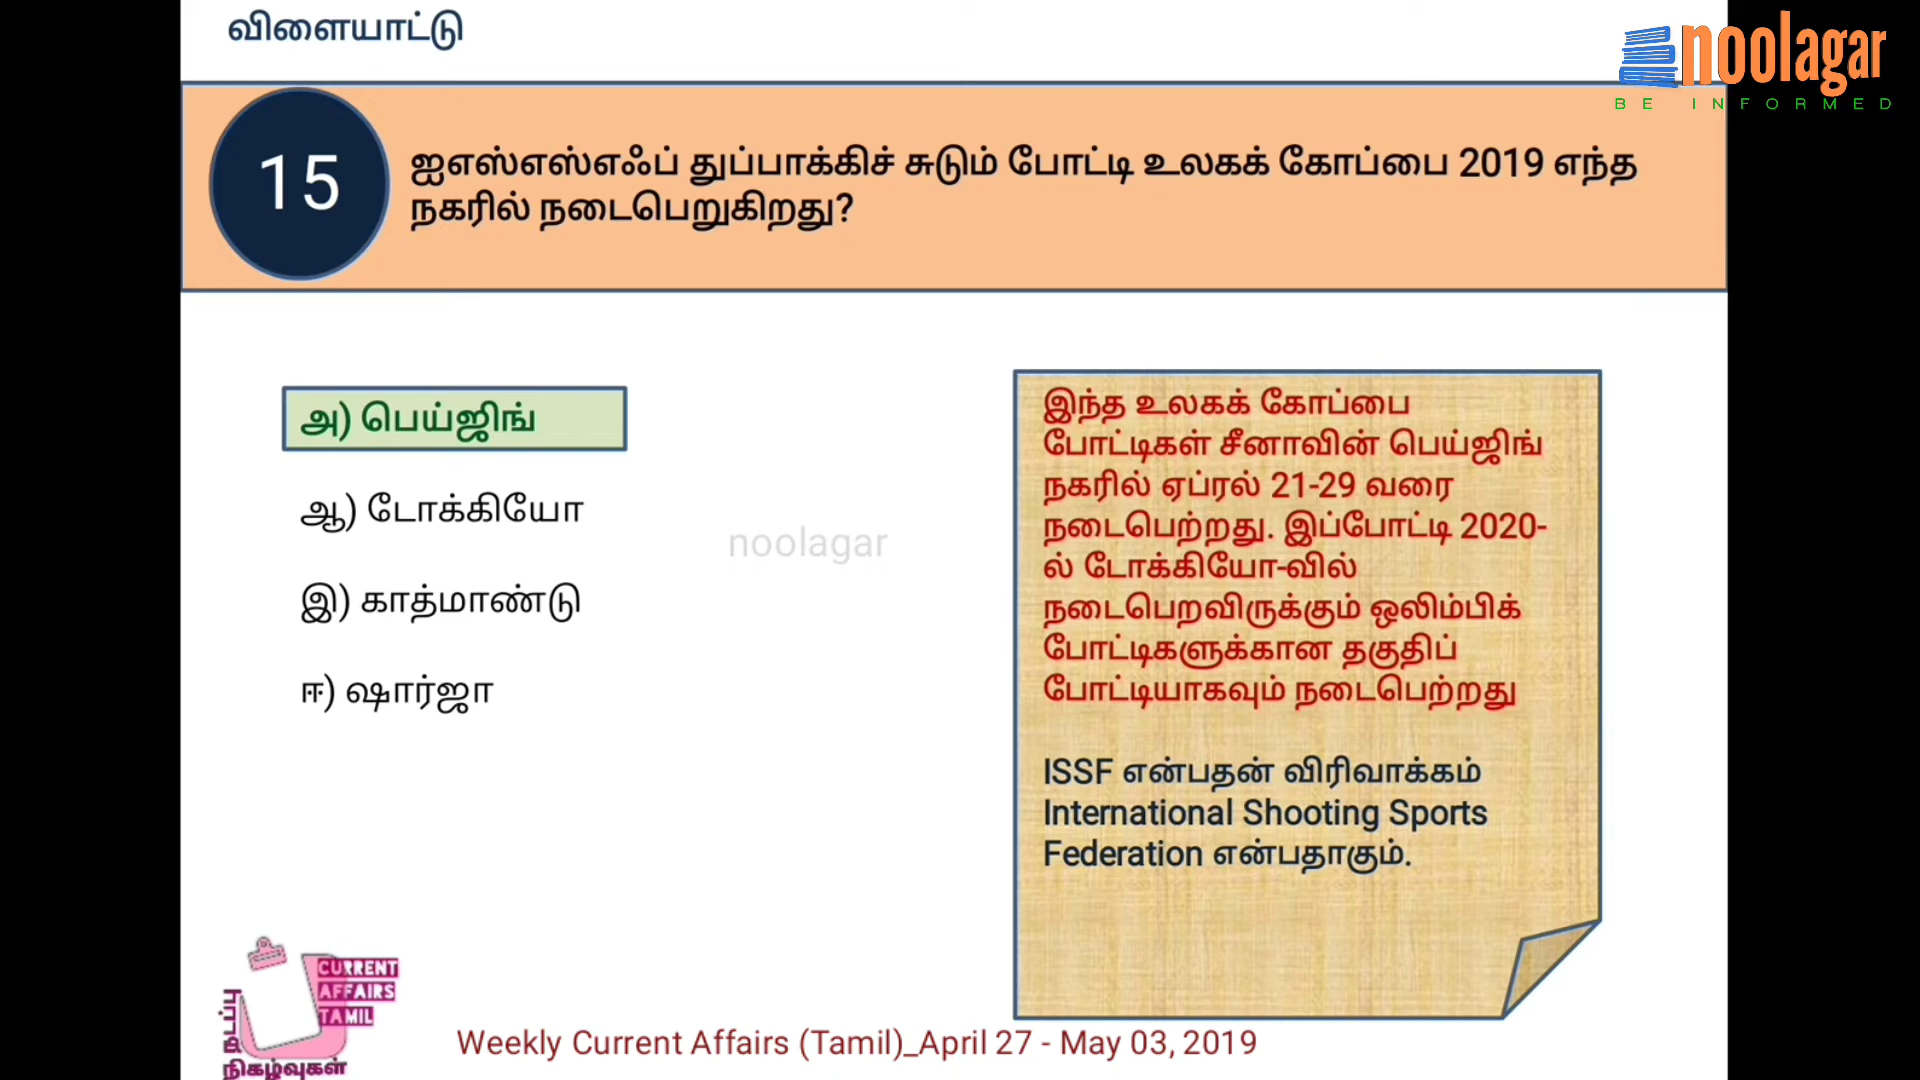 விளையாட்டு
noolagar
BE INFORMED
15
ஐஎஸ்எஸ்எஃப் துப்பாக்கிச் சுடும் போட்டி உலகக் கோப்பை 2019 எந்த
நகரில் நடைபெறுகிறது?
அ) பெய்ஜிங்
ஆ) டோக்கியோ
இ) காத்மாண்டு
ஈ) ஷார்ஜா
noolagar
இந்த உலகக் கோப்பை
போட்டிகள் சீனாவின் பெய்ஜிங்
நகரில் ஏப்ரல் 21-29 வரை
நடைபெற்றது. இப்போட்டி 2020-
ல் டோக்கியோ-வில்
நடைபெறவிருக்கும் ஒலிம்பிக்
போட்டிகளுக்கான தகுதிப்
போட்டியாகவும் நடைபெற்றது
ISSF என்பதன் விரிவாக்கம்
International Shooting Sports
Federation என்பதாகும்.
CURRENT
AFFAIRS
TAMIL
நடப்பு
நிகழ்வுகள்
Weekly Current Affairs (Tamil)_April 27 - May 03, 2019